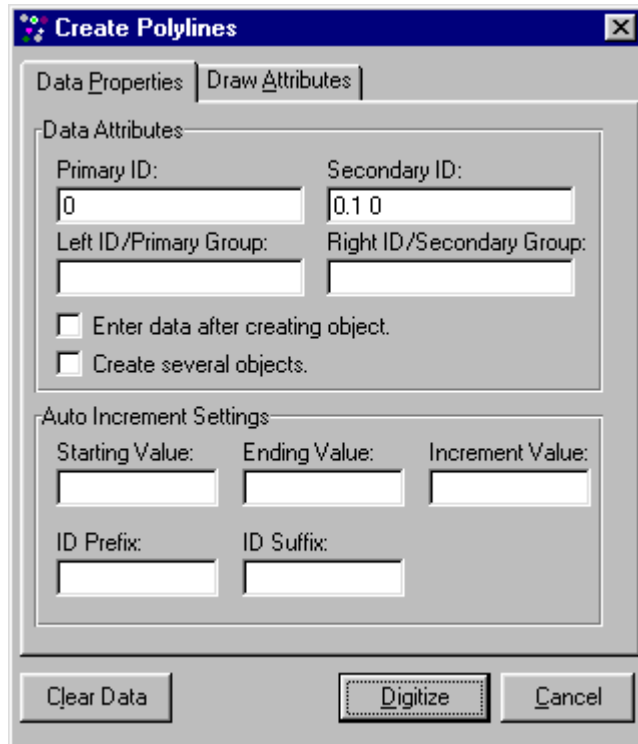 Create Polylines
Data Properties Draw Attributes
Data Attributes
Primary ID: Secondary ID:
0 0.1 0
Left ID/Primary Group: Right ID/Secondary Group:
Enter data after creating object.
Create several objects.
Auto Increment Settings
Starting Value: Ending Value: Increment Value:
ID Prefix: ID Suffix:
Clear Data Digitize Cancel